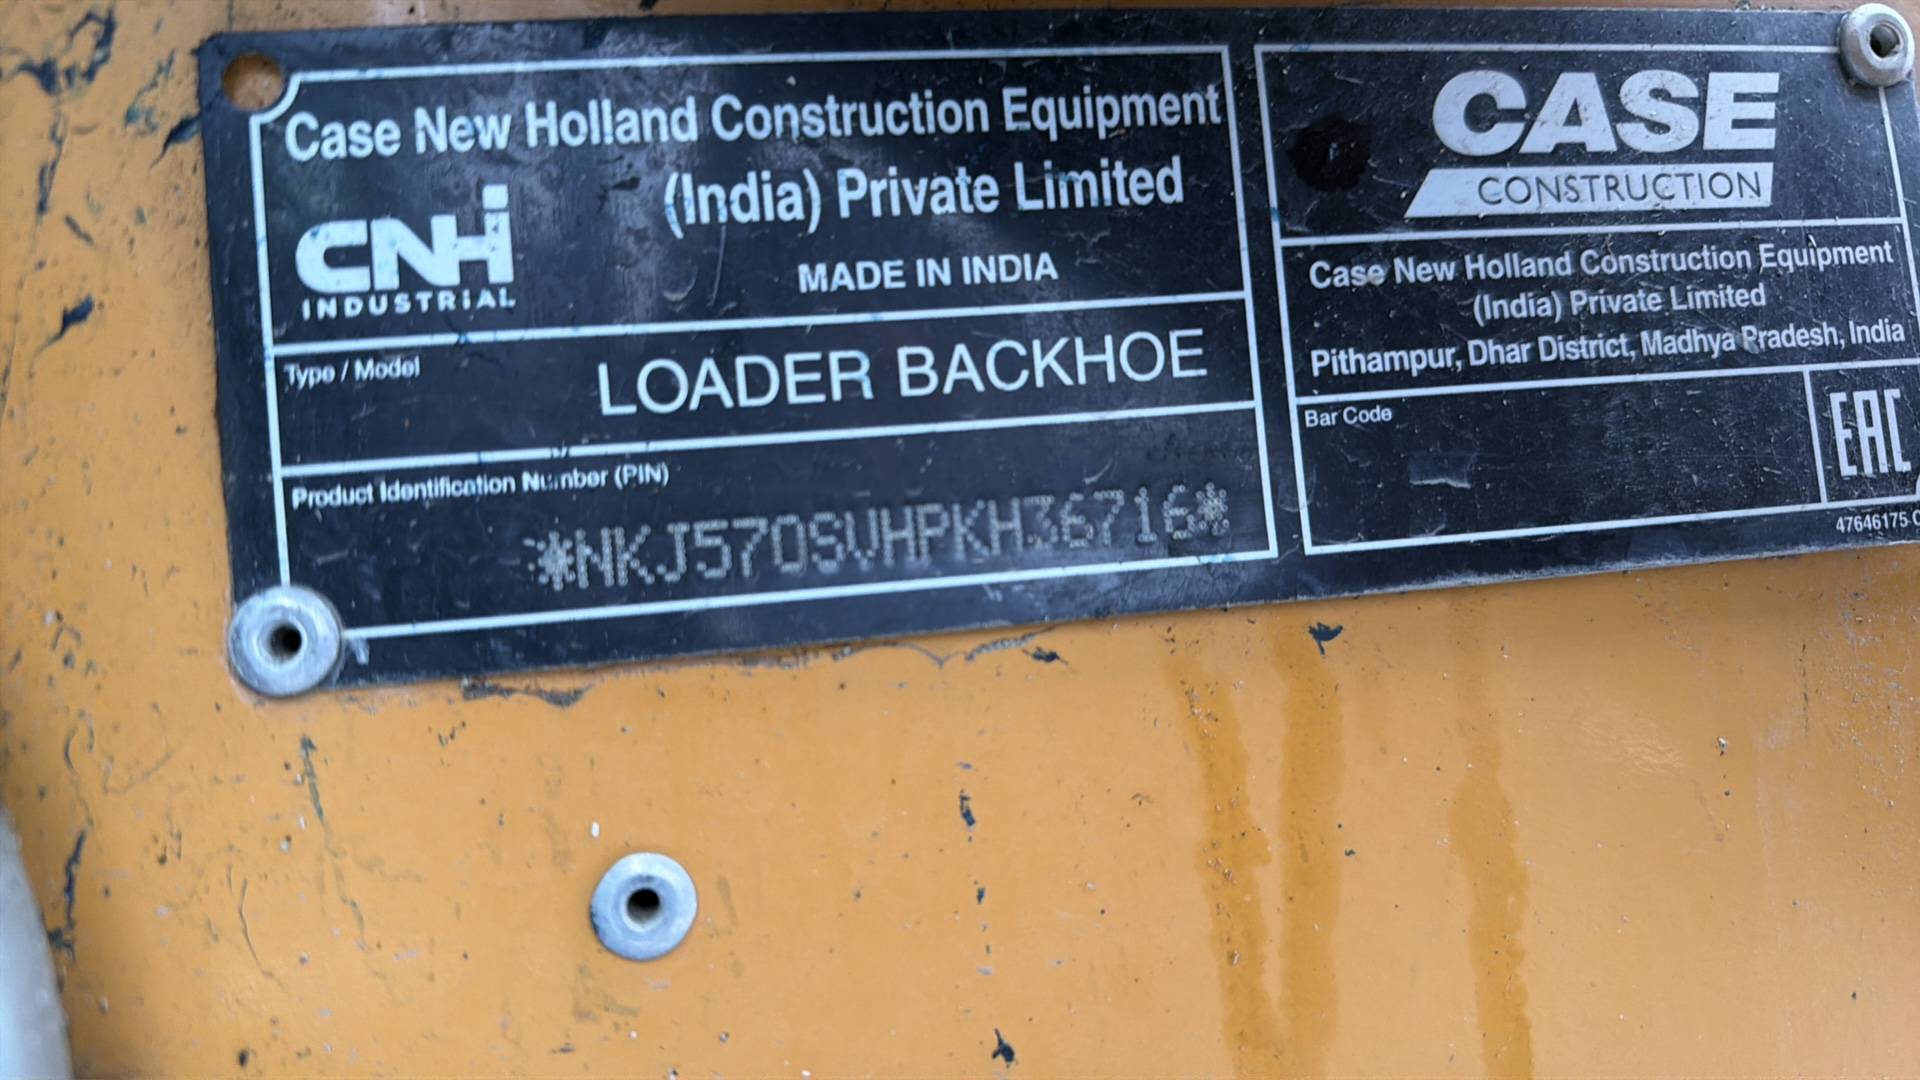 Case New Holland Construction Equipment
(India) Private Limited
CNH
INDUSTRIAL
MADE IN INDIA
Type / Model
LOADER BACKHOE
Product Identification Number (PIN)
*NKJ570SVHPKH36716*
CASE
CONSTRUCTION
Case New Holland Construction Equipment
(India) Private Limited
Pithampur, Dhar District, Madhya Pradesh, India
Bar Code
EAC
47646175